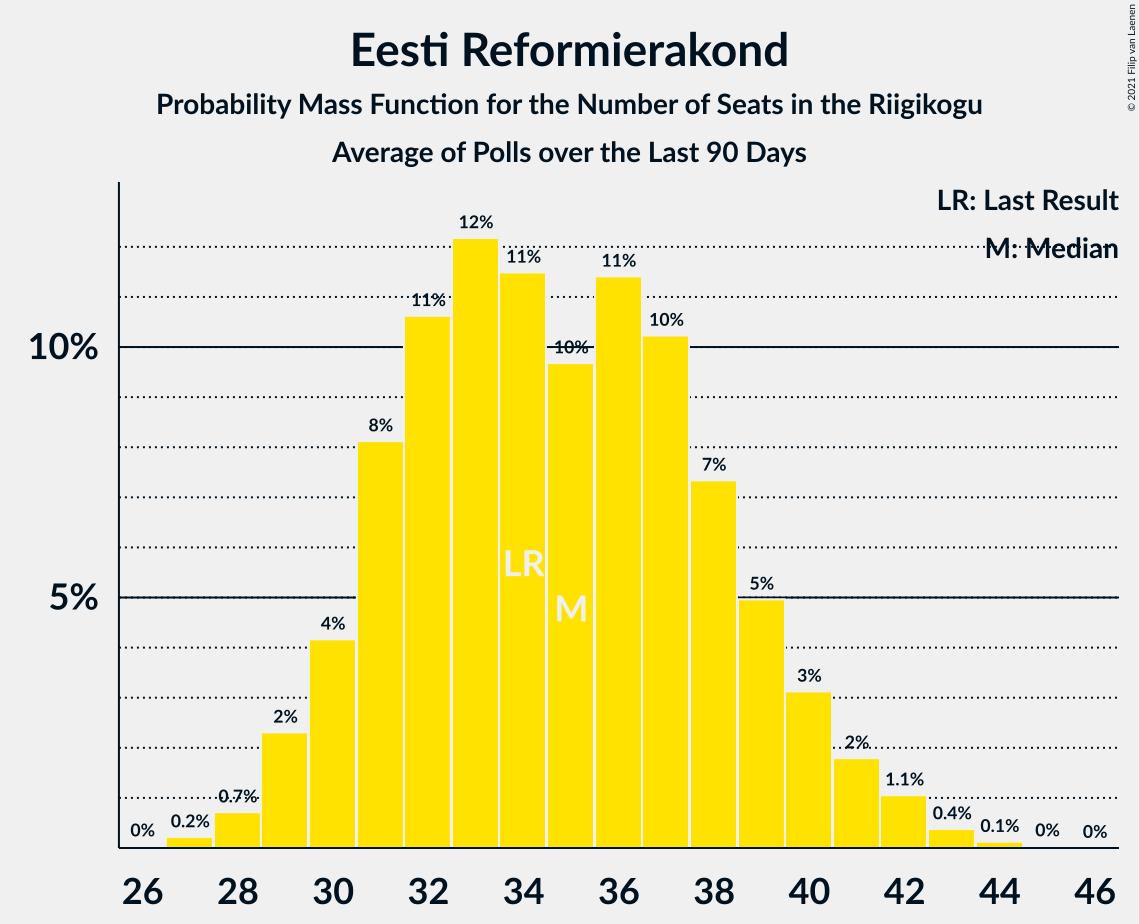 Eesti Reformierakond
Probability Mass Function for the Number of Seats in the Riigikogu
Average of Polls over the Last 90 Days
© 2021 Filip van Laenen
LR: Last Result
M: Median
10%
5%
0%
0.2%
0.7%
2%
4%
8%
11%
12%
11%
10%
11%
10%
7%
5%
3%
2%
1.1%
0.4%
0.1%
0%
0%
LR
M
26 28 30 32 34 36 38 40 42 44 46